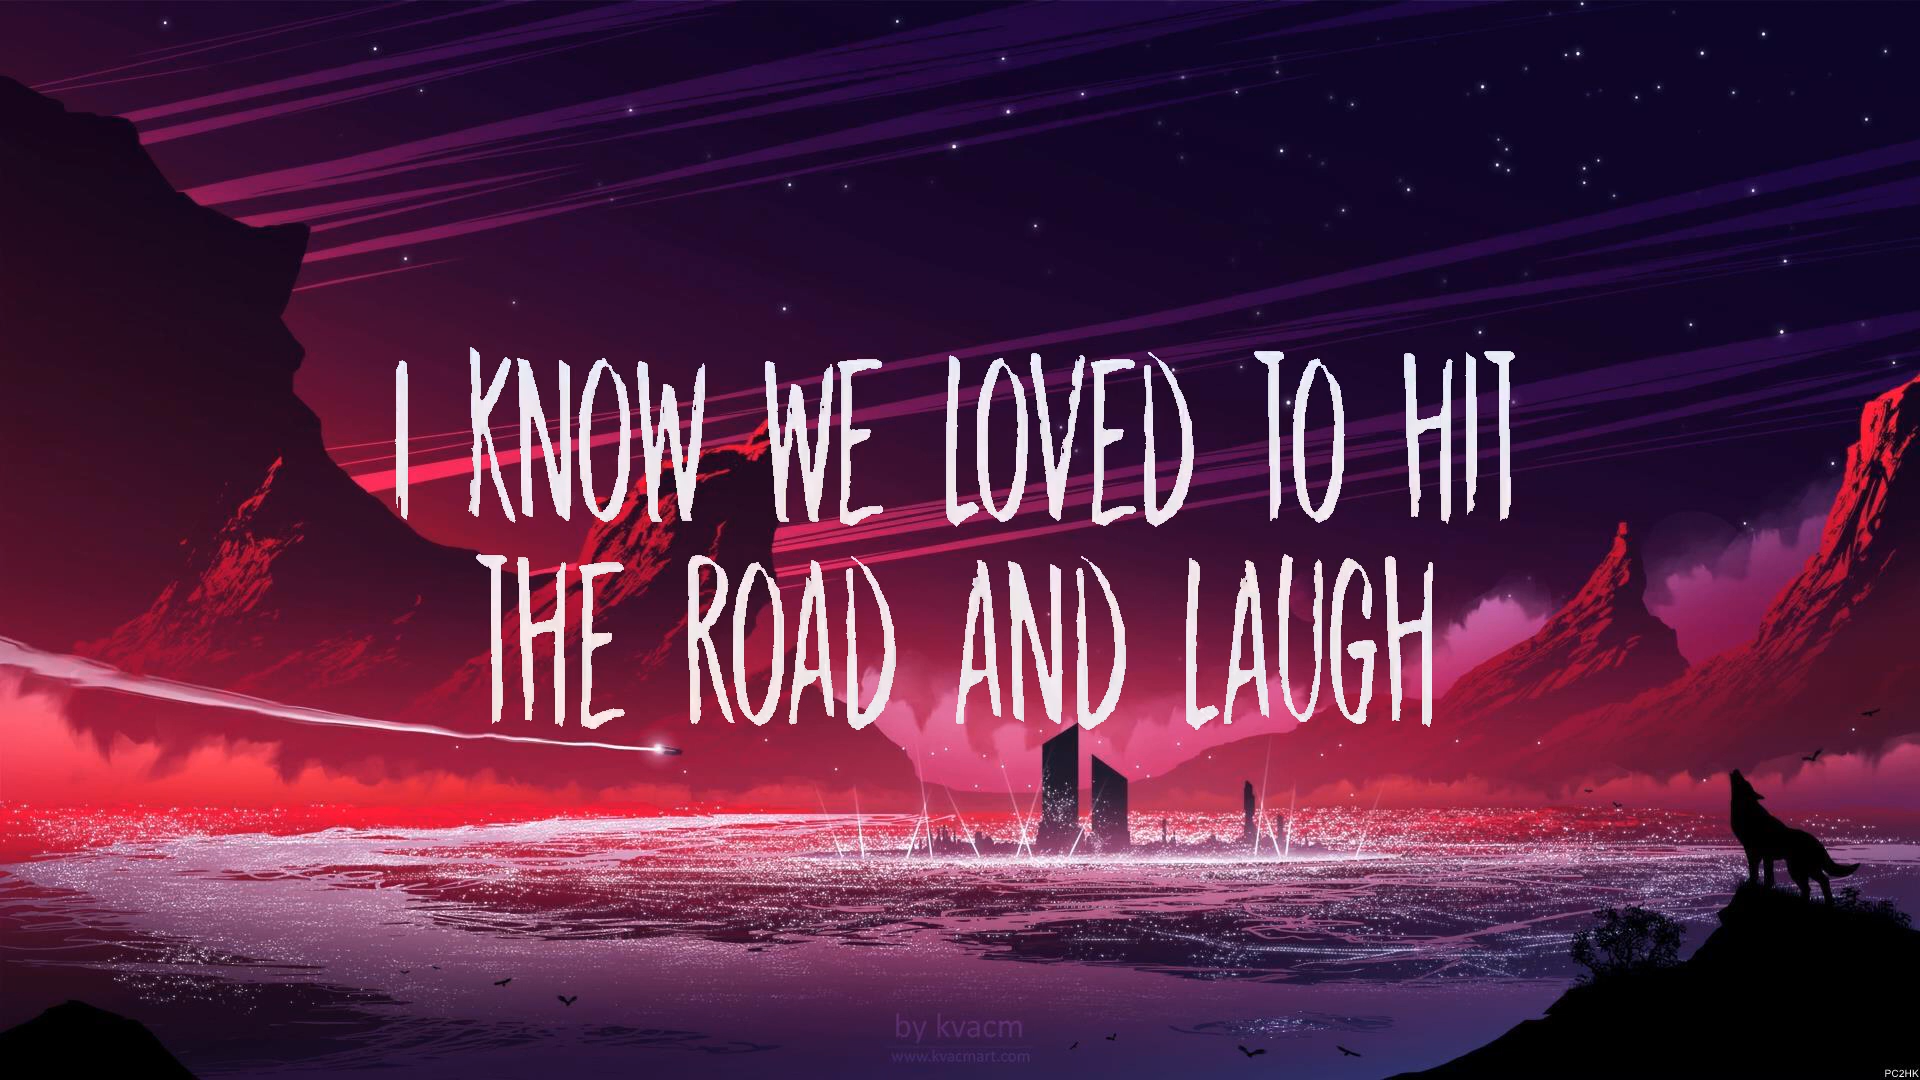 I KNOW WE LOVED TO HIT
THE ROAD AND LAUGH
by kvacm
www.kvacmart.com
PC2HK